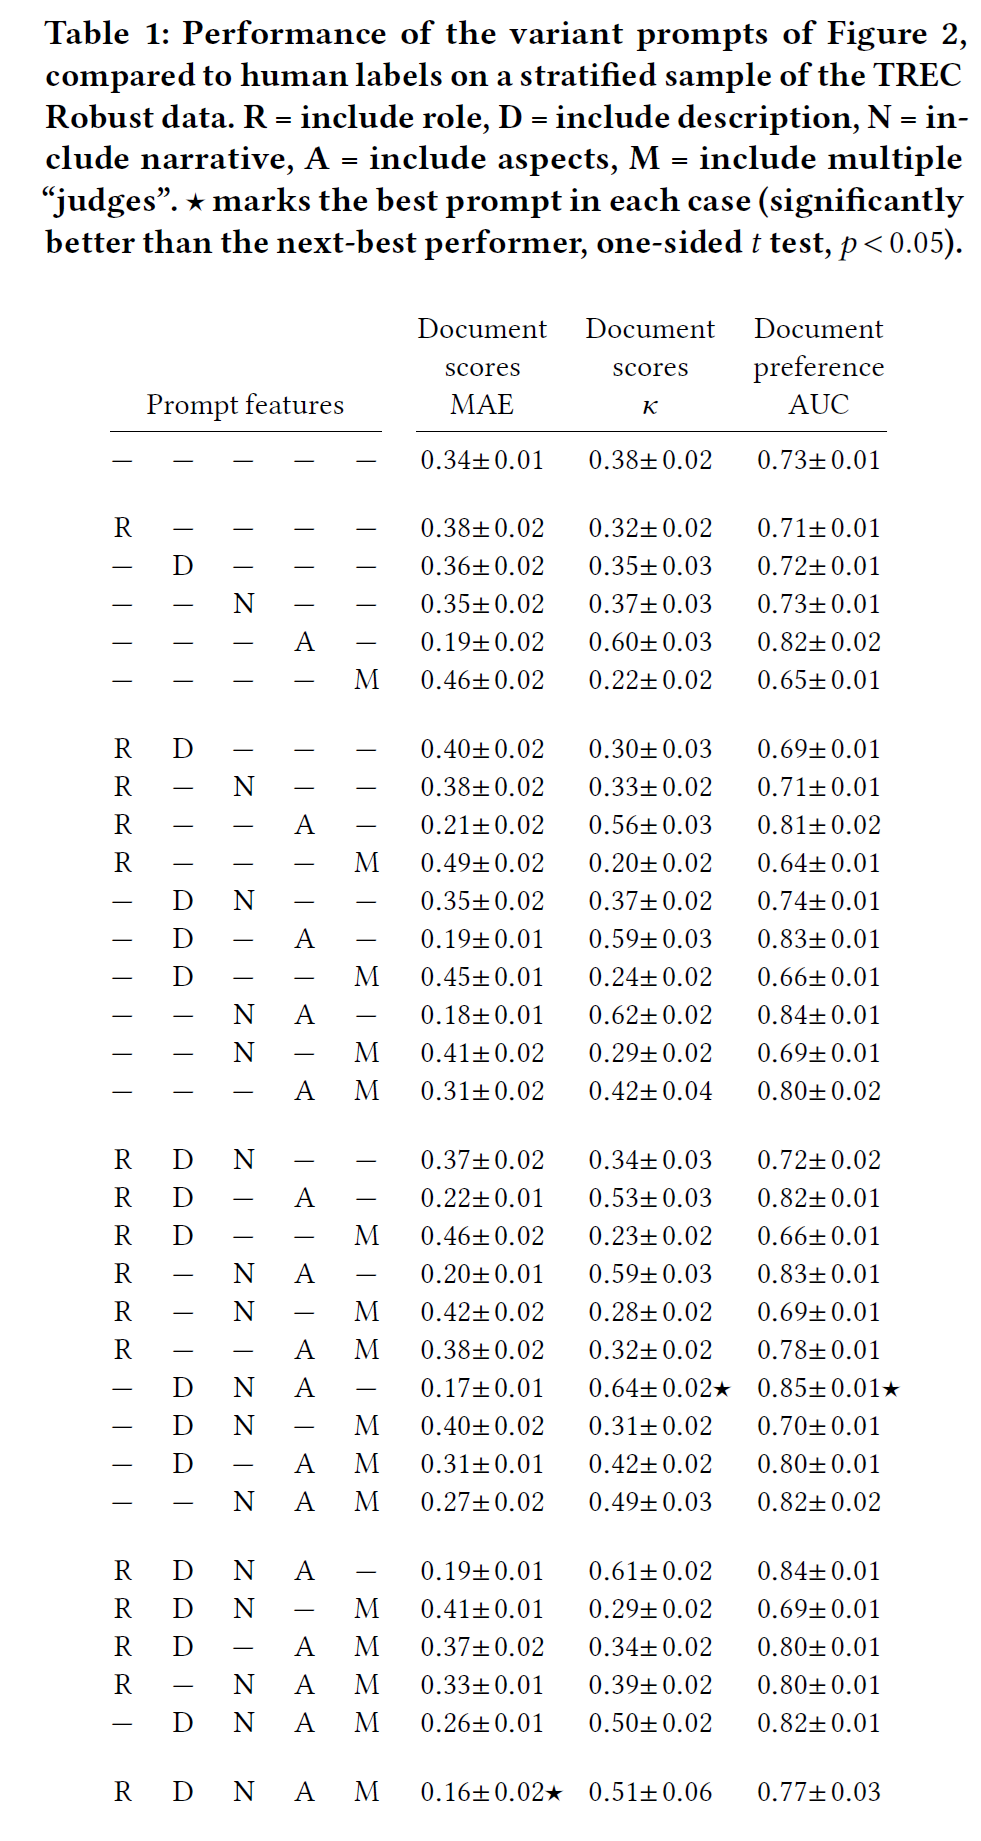 Table 1: Performance of the variant prompts of Figure 2,
compared to human labels on a stratified sample of the TREC
Robust data. R = include role, D = include description, N = in-
clude narrative, A = include aspects, M = include multiple
“judges”. ★ marks the best prompt in each case (significantly
better than the next-best performer, one-sided t test, p < 0.05).
Document Document Document
scores scores preference
Prompt features MAE κ AUC
– – – – – 0.34±0.01 0.38±0.02 0.73±0.01
R – – – – 0.38±0.02 0.32±0.02 0.71±0.01
– D – – – 0.36±0.02 0.35±0.03 0.72±0.01
– – N – – 0.35±0.02 0.37±0.03 0.73±0.01
– – – A – 0.19±0.02 0.60±0.03 0.82±0.02
– – – – M 0.46±0.02 0.22±0.02 0.65±0.01
R D – – – 0.40±0.02 0.30±0.03 0.69±0.01
R – N – – 0.38±0.02 0.33±0.02 0.71±0.01
R – – A – 0.21±0.02 0.56±0.03 0.81±0.02
R – – – M 0.49±0.02 0.20±0.02 0.64±0.01
– D N – – 0.35±0.02 0.37±0.02 0.74±0.01
– D – A – 0.19±0.01 0.59±0.03 0.83±0.01
– D – – M 0.45±0.01 0.24±0.02 0.66±0.01
– – N A – 0.18±0.01 0.62±0.02 0.84±0.01
– – N – M 0.41±0.02 0.29±0.02 0.69±0.01
– – – A M 0.31±0.02 0.42±0.04 0.80±0.02
R D N – – 0.37±0.02 0.34±0.03 0.72±0.02
R D – A – 0.22±0.01 0.53±0.03 0.82±0.01
R D – – M 0.46±0.02 0.23±0.02 0.66±0.01
R – N A – 0.20±0.01 0.59±0.03 0.83±0.01
R – N – M 0.42±0.02 0.28±0.02 0.69±0.01
R – – A M 0.38±0.02 0.32±0.02 0.78±0.01
– D N A – 0.17±0.01 0.64±0.02★ 0.85±0.01★
– D N – M 0.40±0.02 0.31±0.02 0.70±0.01
– D – A M 0.31±0.01 0.42±0.02 0.80±0.01
– – N A M 0.27±0.02 0.49±0.03 0.82±0.02
R D N A – 0.19±0.01 0.61±0.02 0.84±0.01
R D N – M 0.41±0.01 0.29±0.02 0.69±0.01
R D – A M 0.37±0.02 0.34±0.02 0.80±0.01
R – N A M 0.33±0.01 0.39±0.02 0.80±0.01
– D N A M 0.26±0.01 0.50±0.02 0.82±0.01
R D N A M 0.16±0.02★ 0.51±0.06 0.77±0.03